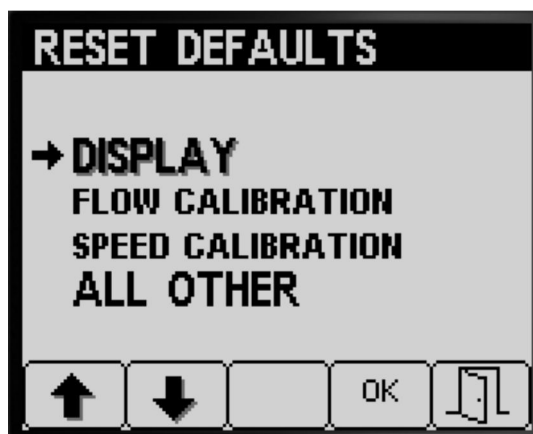 RESET DEFAULTS
DISPLAY
FLOW CALIBRATION
SPEED CALIBRATION
ALL OTHER
OK